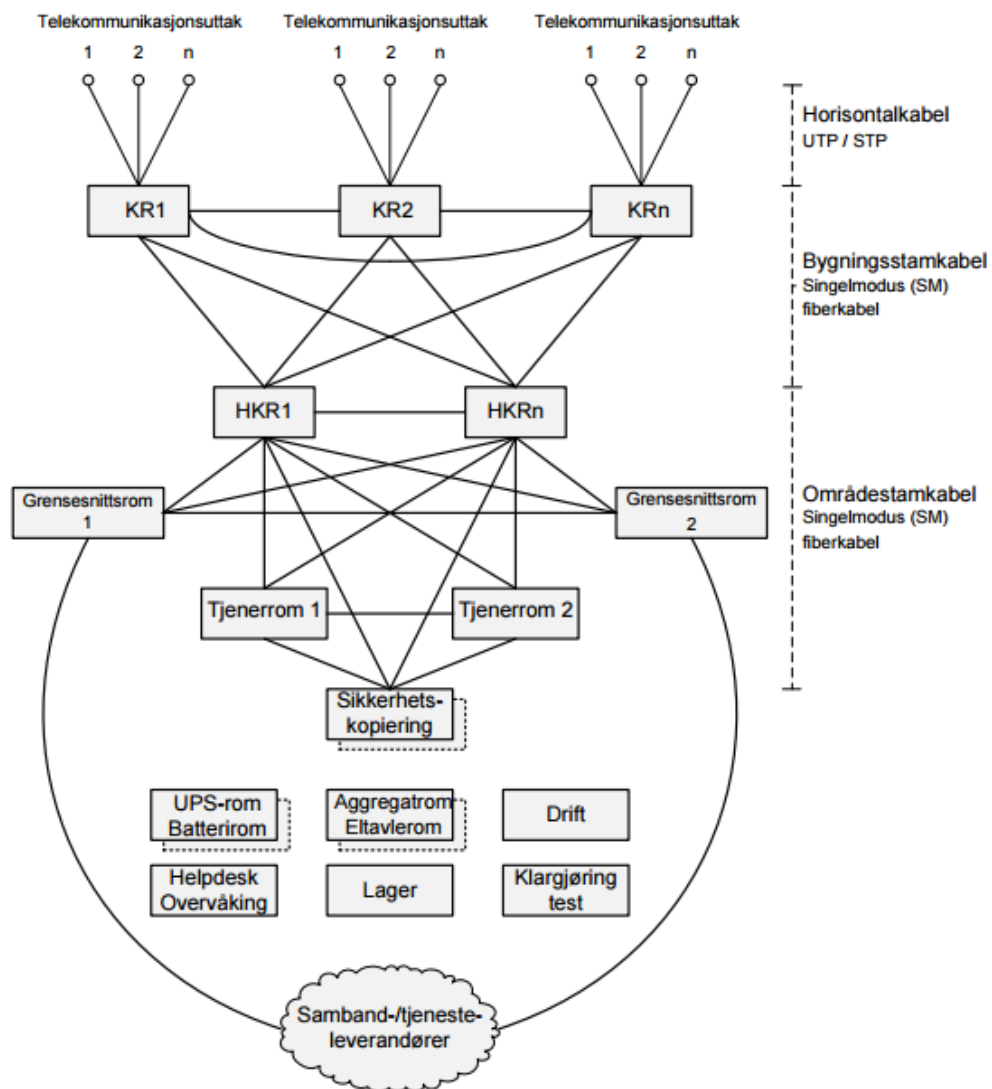 Telekommunikasjonsuttak Telekommunikasjonsuttak Telekommunikasjonsuttak
1 2 n 1 2 n 1 2 n
Horisontalkabel
UTP / STP
KR1 KR2 KRn
Bygningsstamkabel
Singelmodus (SM)
fiberkabel
HKR1 HKRn
Grensesnittsrom
1
Grensesnittsrom
2
Områdestamkabel
Singelmodus (SM)
fiberkabel
Tjenerrom 1 Tjenerrom 2
Sikkerhets-
kopiering
UPS-rom
Batterirom
Aggregatrom
Eltavlerom
Drift
Helpdesk
Overvåking
Lager
Klargjøring
test
Samband-/tjeneste-
leverandører